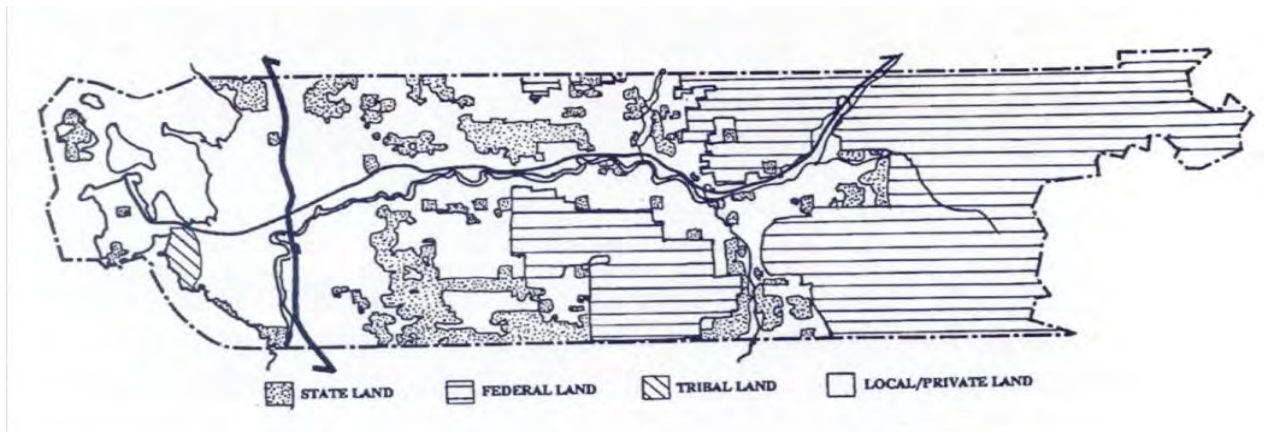 STATE LAND
FEDERAL LAND
TRIBAL LAND
LOCAL/PRIVATE LAND